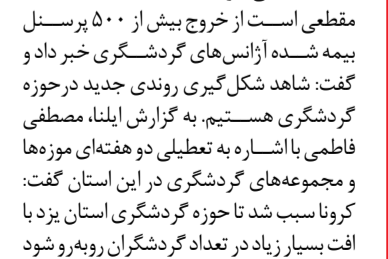 مقطعی است از خروج بیش از ۵۰۰ پرسنل
بیمه شده آژانس‌های گردشگری خبر داد و
گفت: شاهد شکل‌گیری روندی جدید درحوزه
گردشگری هستیم. به گزارش ایلنا، مصطفی
فاطمی با اشاره به تعطیلی دو هفته‌ای موزه‌ها
و مجموعه‌های گردشگری در این استان گفت:
کرونا سبب شد تا حوزه گردشگری استان یزد با
افت بسیار زیاد در تعداد گردشگران روبه‌رو شود